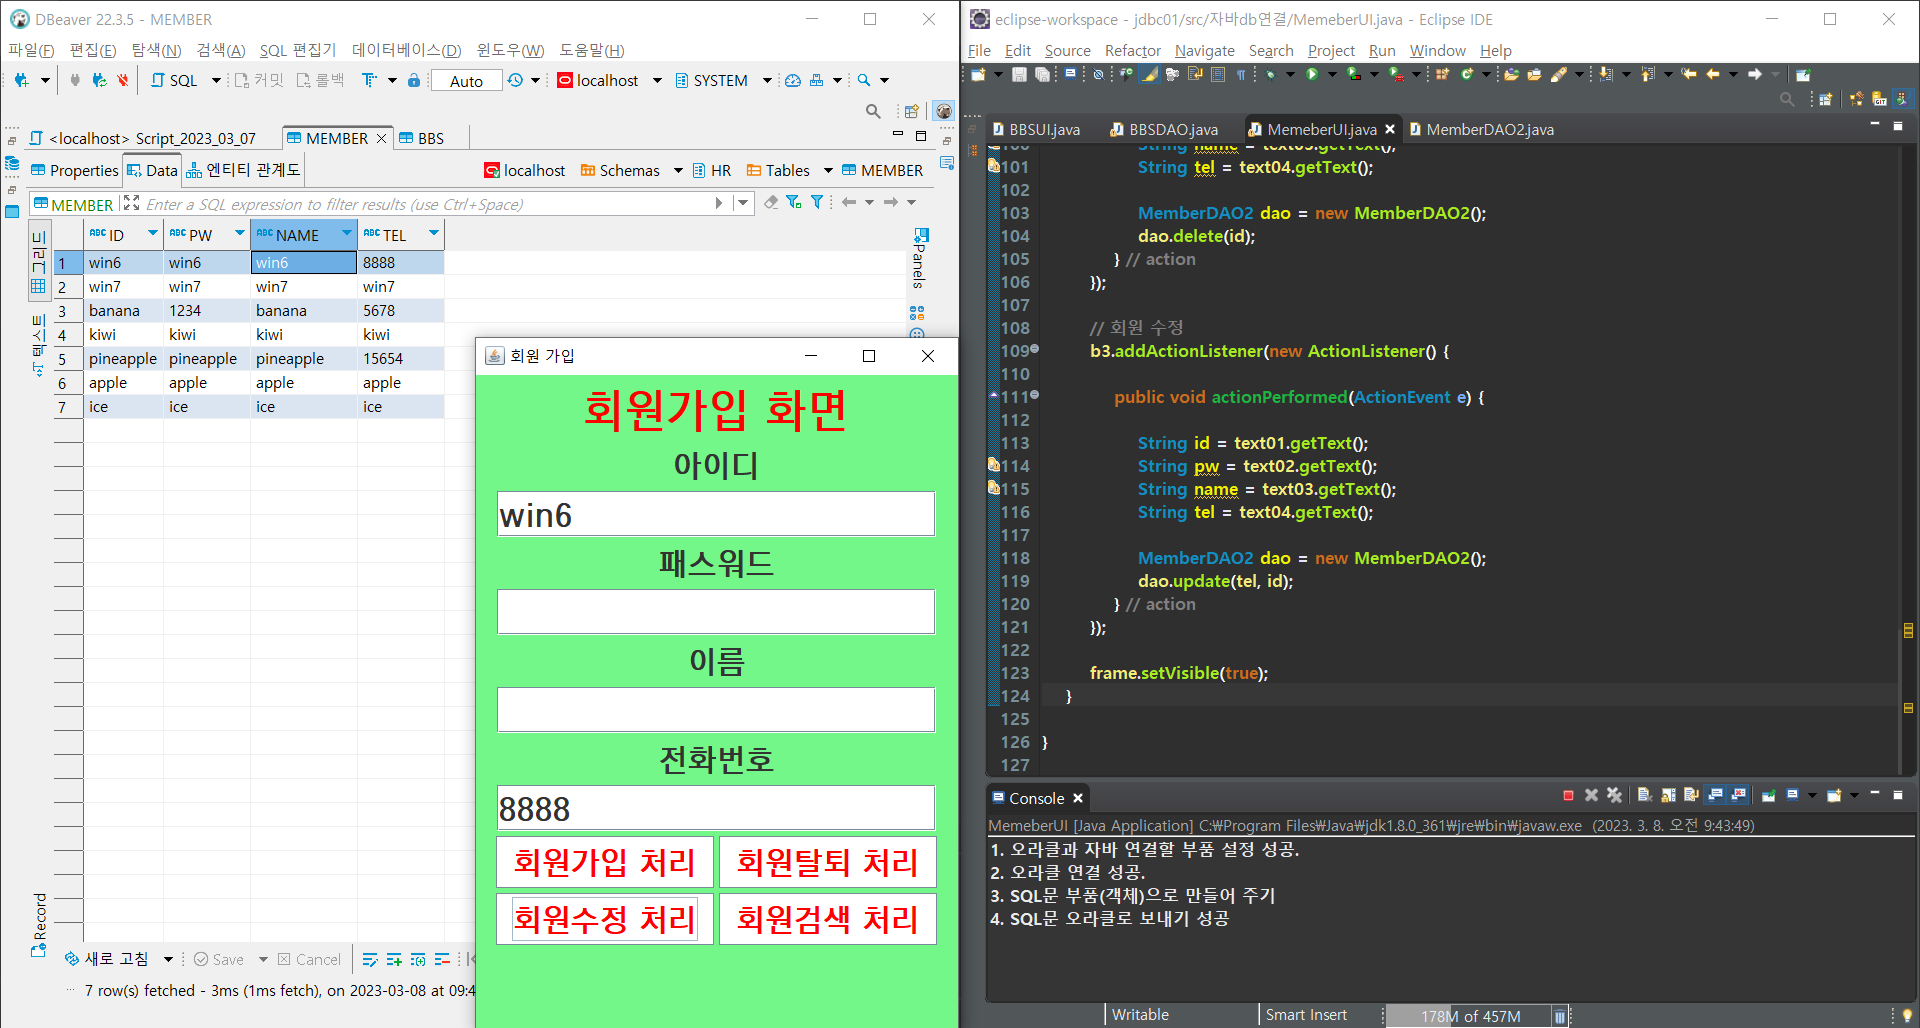 DBeaver 22.3.5 - MEMBER
파일(F) 편집(E) 탐색(N) 검색(A) SQL 편집기 데이터베이스(D) 윈도우(W) 도움말(H)
SQL 커밋 롤백 Auto localhost SYSTEM
<localhost> Script_2023_03_07 MEMBER BBS
Properties Data 엔티티 관계도 localhost Schemas HR Tables MEMBER
MEMBER Enter a SQL expression to filter results (use Ctrl+Space)
그리드
텍스트
Record
Panels
ABC ID ABC PW ABC NAME ABC TEL
1 win6 win6 win6 8888
2 win7 win7 win7 win7
3 banana 1234 banana 5678
4 kiwi kiwi kiwi kiwi
5 pineapple pineapple pineapple 15654
6 apple apple apple apple
7 ice ice ice ice
새로 고침 Save Cancel
7 row(s) fetched - 3ms (1ms fetch), on 2023-03-08 at 09:4
회원 가입
회원가입 화면
아이디
win6
패스워드
이름
전화번호
8888
회원가입 처리 회원탈퇴 처리
회원수정 처리 회원검색 처리
eclipse-workspace - jdbc01/src/자바db연결/MemeberUI.java - Eclipse IDE
File Edit Source Refactor Navigate Search Project Run Window Help
BBSUI.java BBSDAO.java MemeberUI.java MemberDAO2.java
100 String name = text03.getText();
101 String tel = text04.getText();
102
103 MemberDAO2 dao = new MemberDAO2();
104 dao.delete(id);
105 } // action
106 });
107
108 // 회원 수정
109 b3.addActionListener(new ActionListener() {
110
111 public void actionPerformed(ActionEvent e) {
112
113 String id = text01.getText();
114 String pw = text02.getText();
115 String name = text03.getText();
116 String tel = text04.getText();
117
118 MemberDAO2 dao = new MemberDAO2();
119 dao.update(tel, id);
120 } // action
121 });
122
123 frame.setVisible(true);
124 }
125
126 }
127
Console
MemeberUI [Java Application] C:₩Program Files₩Java₩jdk1.8.0_361₩jre₩bin₩javaw.exe (2023. 3. 8. 오전 9:43:49)
1. 오라클과 자바 연결할 부품 설정 성공.
2. 오라클 연결 성공.
3. SQL문 부품(객체)으로 만들어 주기
4. SQL문 오라클로 보내기 성공
Writable Smart Insert 178M of 457M